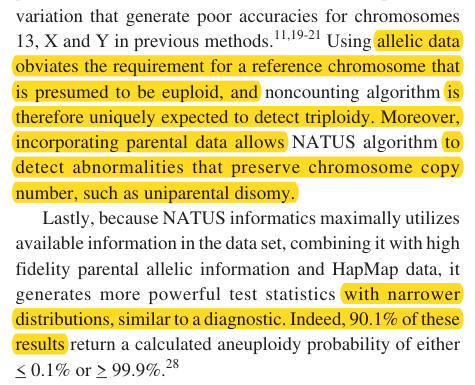 variation that generate poor accuracies for chromosomes
13, X and Y in previous methods.11,19-21 Using allelic data
obviates the requirement for a reference chromosome that
is presumed to be euploid, and noncounting algorithm is
therefore uniquely expected to detect triploidy. Moreover,
incorporating parental data allows NATUS algorithm to
detect abnormalities that preserve chromosome copy
number, such as uniparental disomy.
Lastly, because NATUS informatics maximally utilizes
available information in the data set, combining it with high
fidelity parental allelic information and HapMap data, it
generates more powerful test statistics with narrower
distributions, similar to a diagnostic. Indeed, 90.1% of these
results return a calculated aneuploidy probability of either
≤ 0.1% or ≥ 99.9%.28